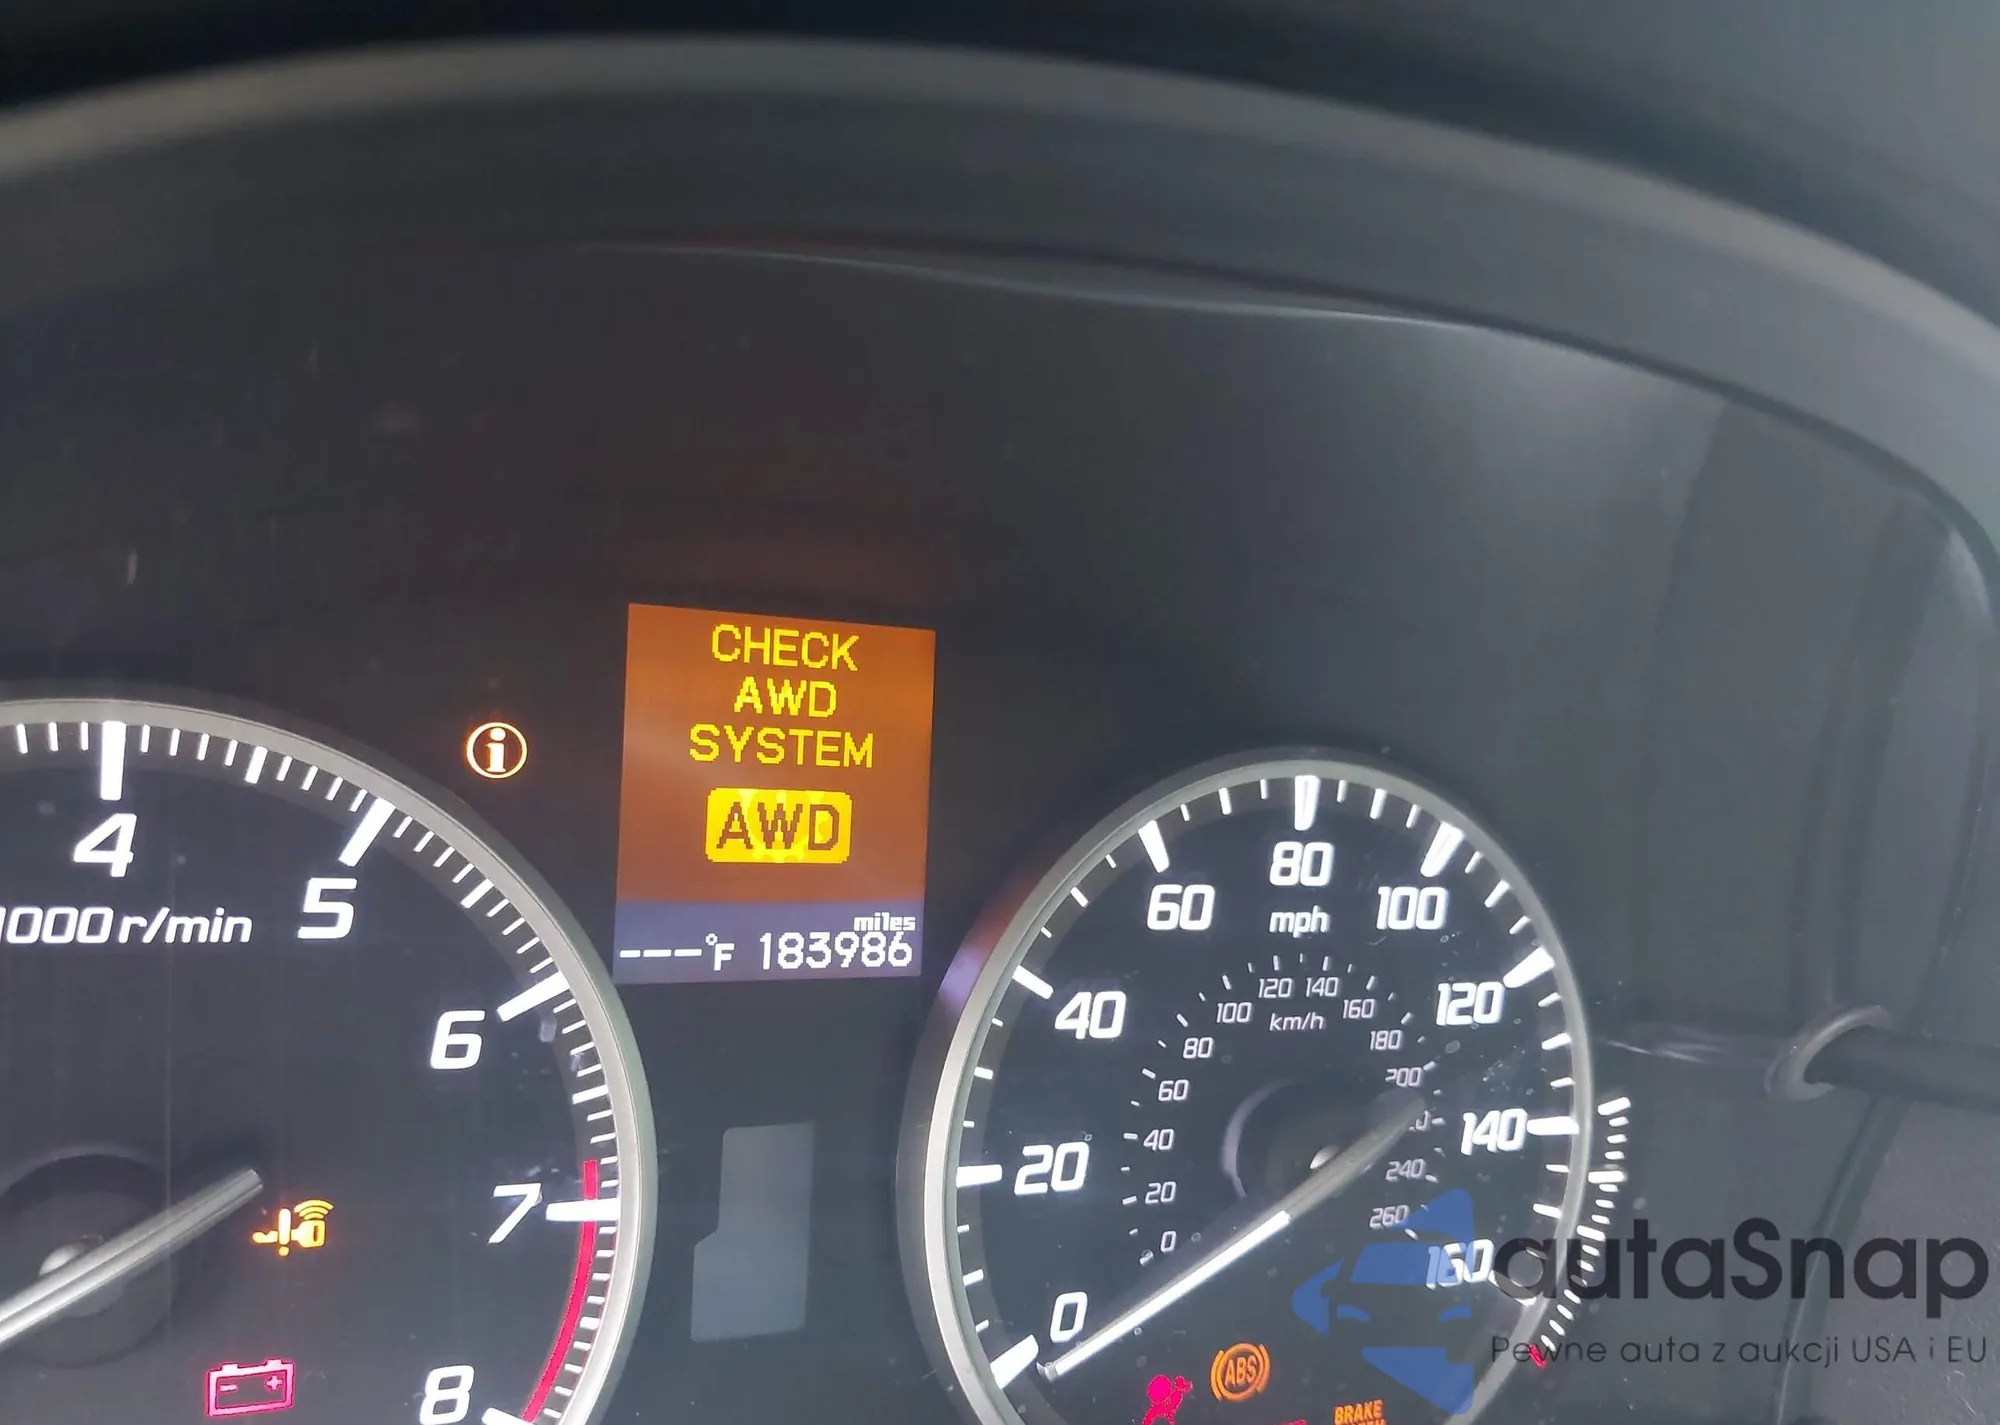 CHECK
AWD
SYSTEM
AWD
miles
°F 183986
4
5
6
7
8
1000r/min
0
20
40
60
80
100
120
140
160
mph
0
20
40
60
80
100
120
140
160
180
200
240
260
km/h
ABS
BRAKE
autaSnap
Pewne auta z aukcji USA i EU